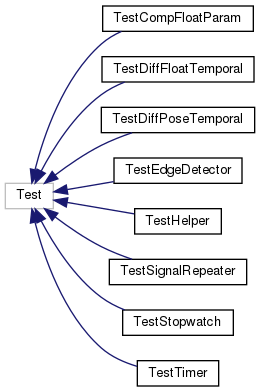 TestCompFloatParam
TestDiffFloatTemporal
TestDiffPoseTemporal
TestEdgeDetector
Test
TestHelper
TestSignalRepeater
TestStopwatch
TestTimer